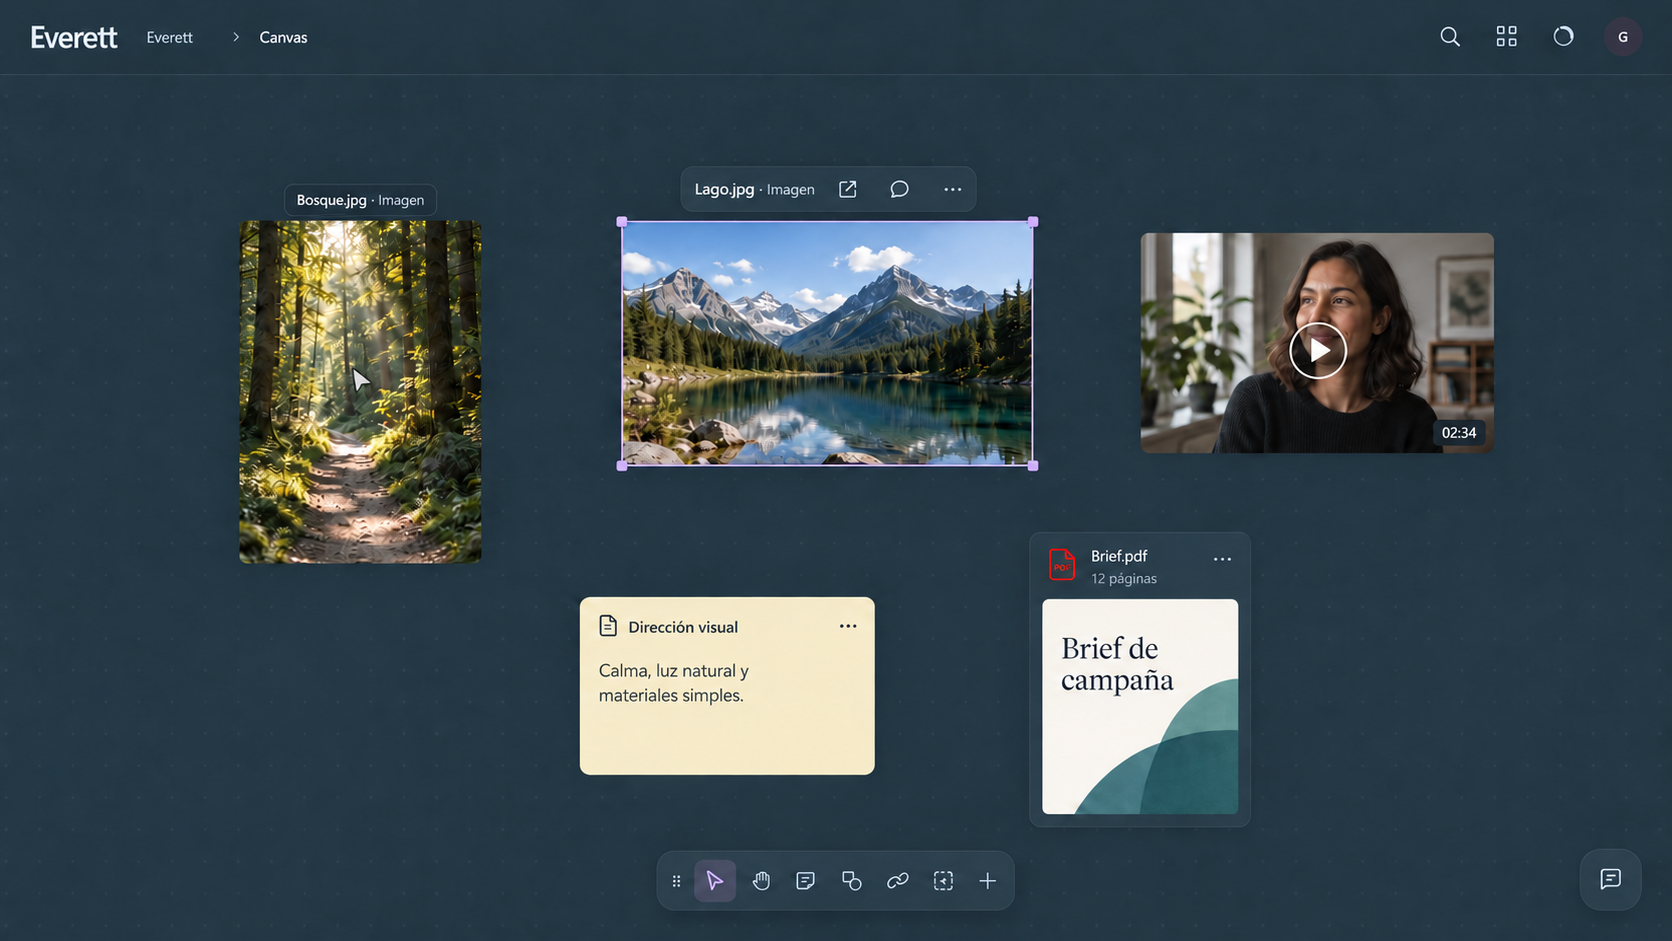 Everett
Everett
Canvas
G
Bosque.jpg · Imagen
Lago.jpg · Imagen
02:34
Brief.pdf
12 páginas
PDF
Brief de
campaña
Dirección visual
Calma, luz natural y
materiales simples.